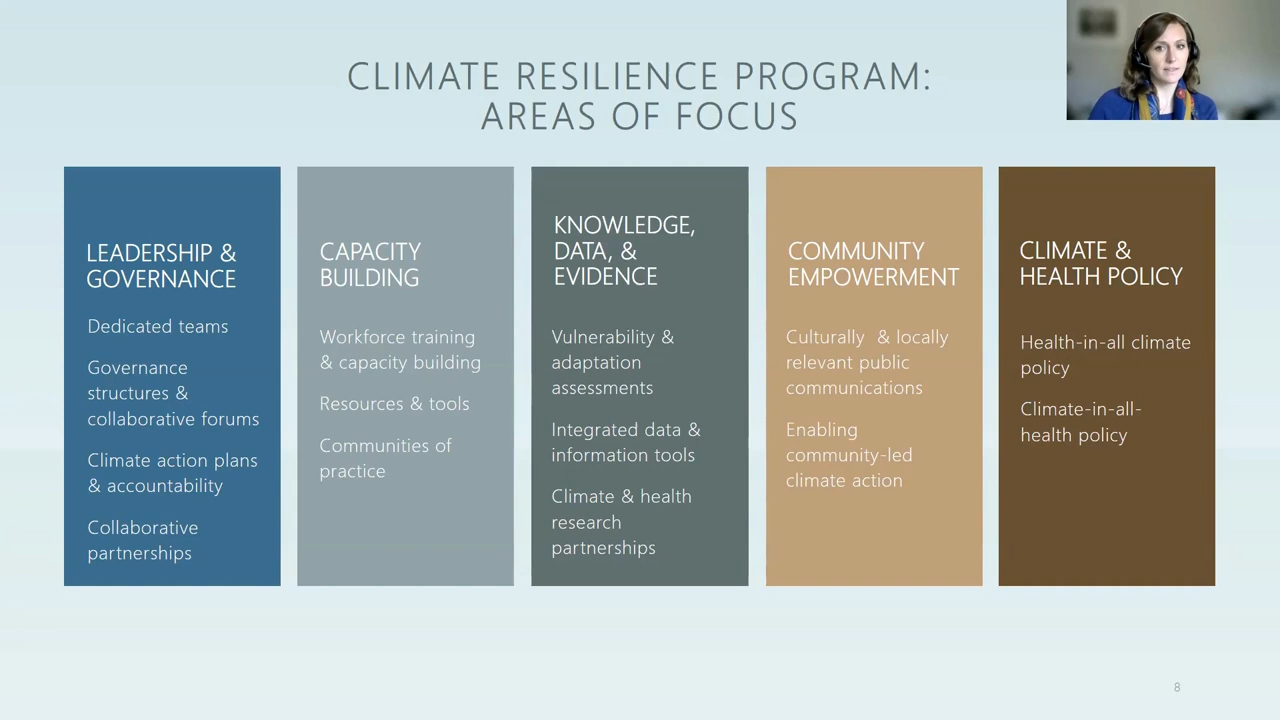 CLIMATE RESILIENCE PROGRAM:
AREAS OF FOCUS
LEADERSHIP &
GOVERNANCE
Dedicated teams
Governance
structures &
collaborative forums
Climate action plans
& accountability
Collaborative
partnerships
CAPACITY
BUILDING
Workforce training
& capacity building
Resources & tools
Communities of
practice
KNOWLEDGE,
DATA, &
EVIDENCE
Vulnerability &
adaptation
assessments
Integrated data &
information tools
Climate & health
research
partnerships
COMMUNITY
EMPOWERMENT
Culturally & locally
relevant public
communications
Enabling
community-led
climate action
CLIMATE &
HEALTH POLICY
Health-in-all climate
policy
Climate-in-all-
health policy
8